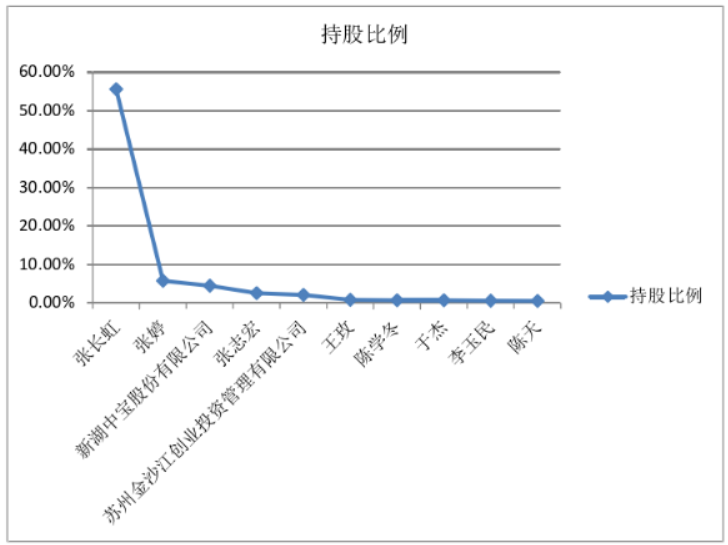 持股比例
60.00%
50.00%
40.00%
30.00%
20.00%
10.00%
0.00%
持股比例
张长虹
张婷
新湖中宝股份有限公司
张志宏
苏州金沙江创业投资管理有限公司
王玫
陈学冬
于杰
李玉民
陈天